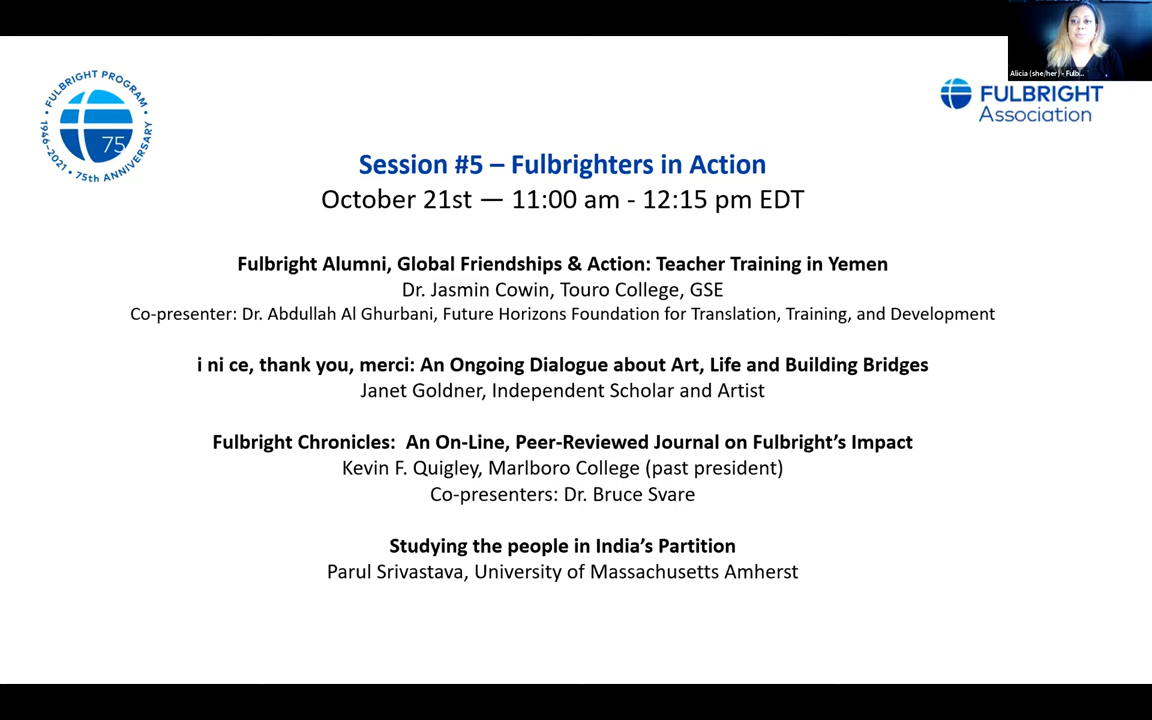 Alicia (she/her) - Fulb...
FULBRIGHT PROGRAM
1946-2021 • 75th ANNIVERSARY
75
FULBRIGHT
Association
Session #5 – Fulbrighters in Action
October 21st — 11:00 am - 12:15 pm EDT
Fulbright Alumni, Global Friendships & Action: Teacher Training in Yemen
Dr. Jasmin Cowin, Touro College, GSE
Co-presenter: Dr. Abdullah Al Ghurbani, Future Horizons Foundation for Translation, Training, and Development
i ni ce, thank you, merci: An Ongoing Dialogue about Art, Life and Building Bridges
Janet Goldner, Independent Scholar and Artist
Fulbright Chronicles:  An On-Line, Peer-Reviewed Journal on Fulbright’s Impact
Kevin F. Quigley, Marlboro College (past president)
Co-presenters: Dr. Bruce Svare
Studying the people in India’s Partition
Parul Srivastava, University of Massachusetts Amherst